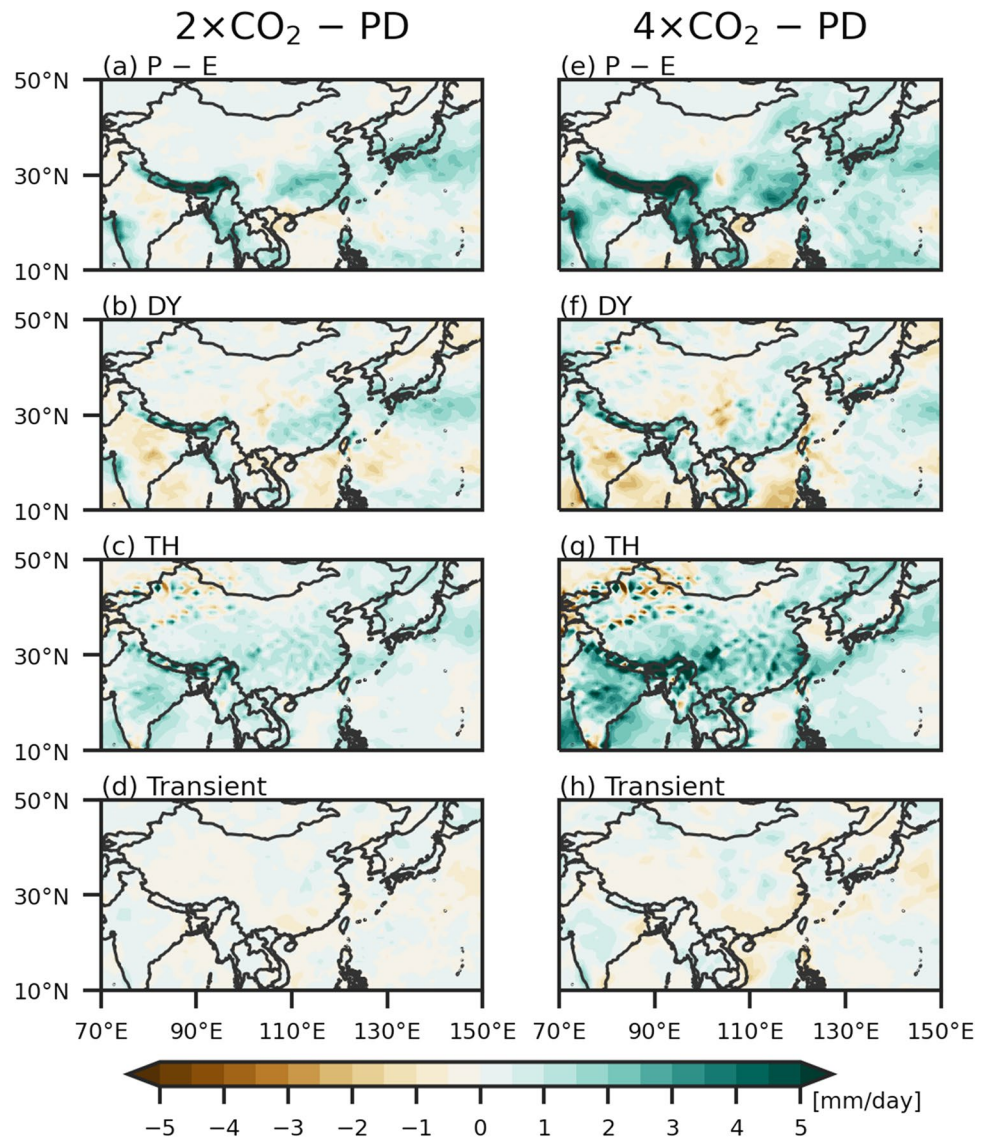 2×CO₂ − PD 4×CO₂ − PD
(a) P − E (e) P − E
50°N
30°N
10°N
(b) DY (f) DY
50°N
30°N
10°N
(c) TH (g) TH
50°N
30°N
10°N
(d) Transient (h) Transient
50°N
30°N
10°N
70°E 90°E 110°E 130°E 150°E 70°E 90°E 110°E 130°E 150°E
[mm/day]
−5 −4 −3 −2 −1 0 1 2 3 4 5